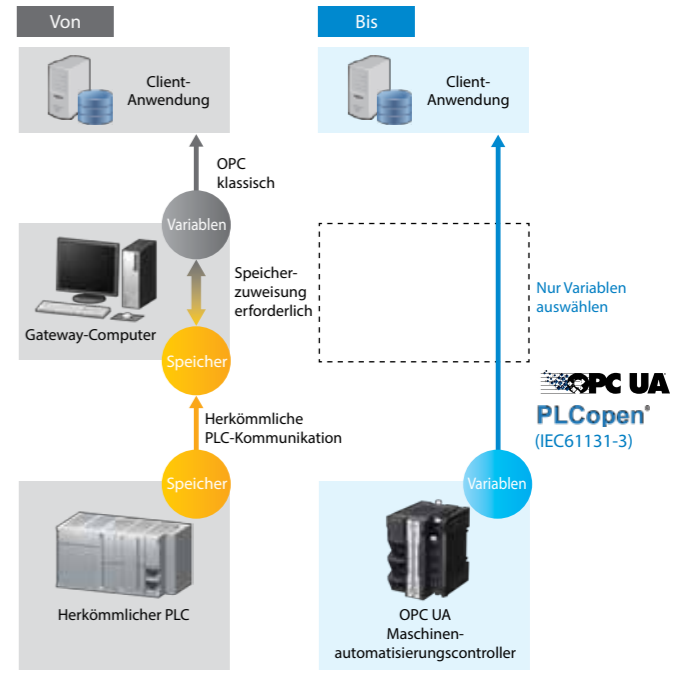 Von
Client-
Anwendung
OPC
klassisch
Variablen
Speicher-
zuweisung
erforderlich
Gateway-Computer
Speicher
Herkömmliche
PLC-Kommunikation
Speicher
Herkömmlicher PLC
Bis
Client-
Anwendung
Nur Variablen
auswählen
OPC UA
PLCopen®
(IEC61131-3)
Variablen
OPC UA
Maschinen-
automatisierungscontroller